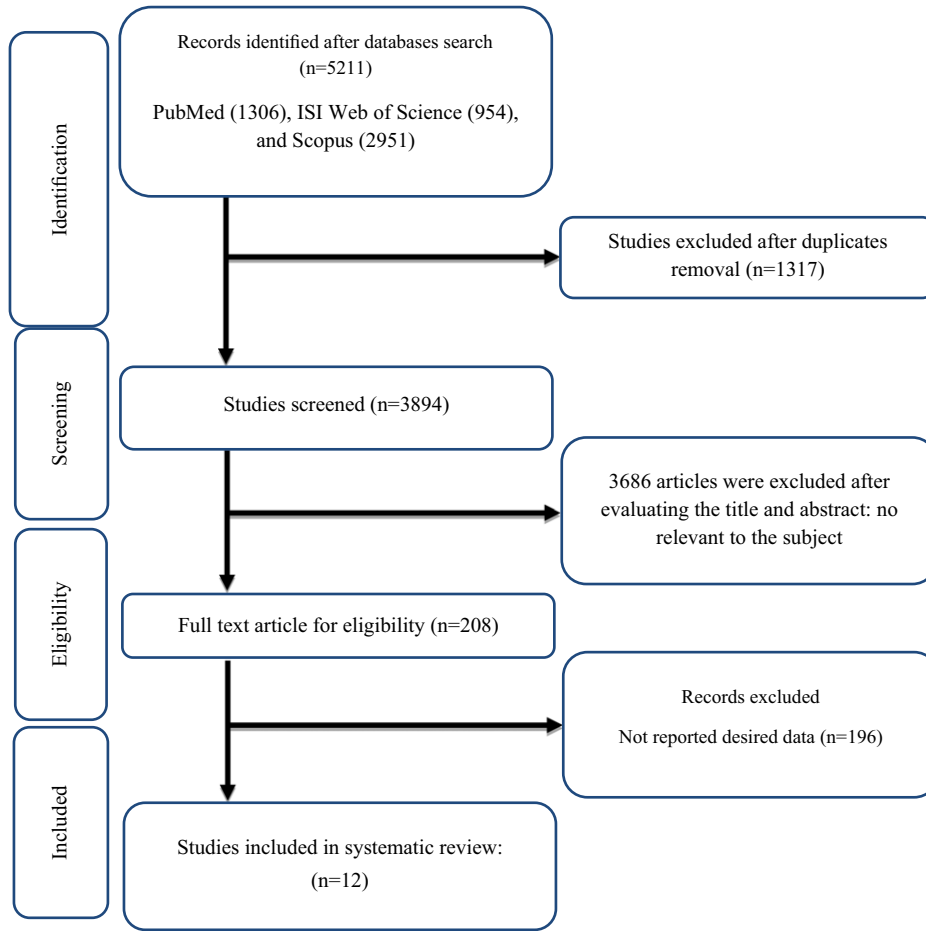 Identification
Records identified after databases search
(n=5211)
PubMed (1306), ISI Web of Science (954),
and Scopus (2951)
Studies excluded after duplicates
removal (n=1317)
Screening
Studies screened (n=3894)
3686 articles were excluded after
evaluating the title and abstract: no
relevant to the subject
Eligibility
Full text article for eligibility (n=208)
Records excluded
Not reported desired data (n=196)
Included
Studies included in systematic review:
(n=12)